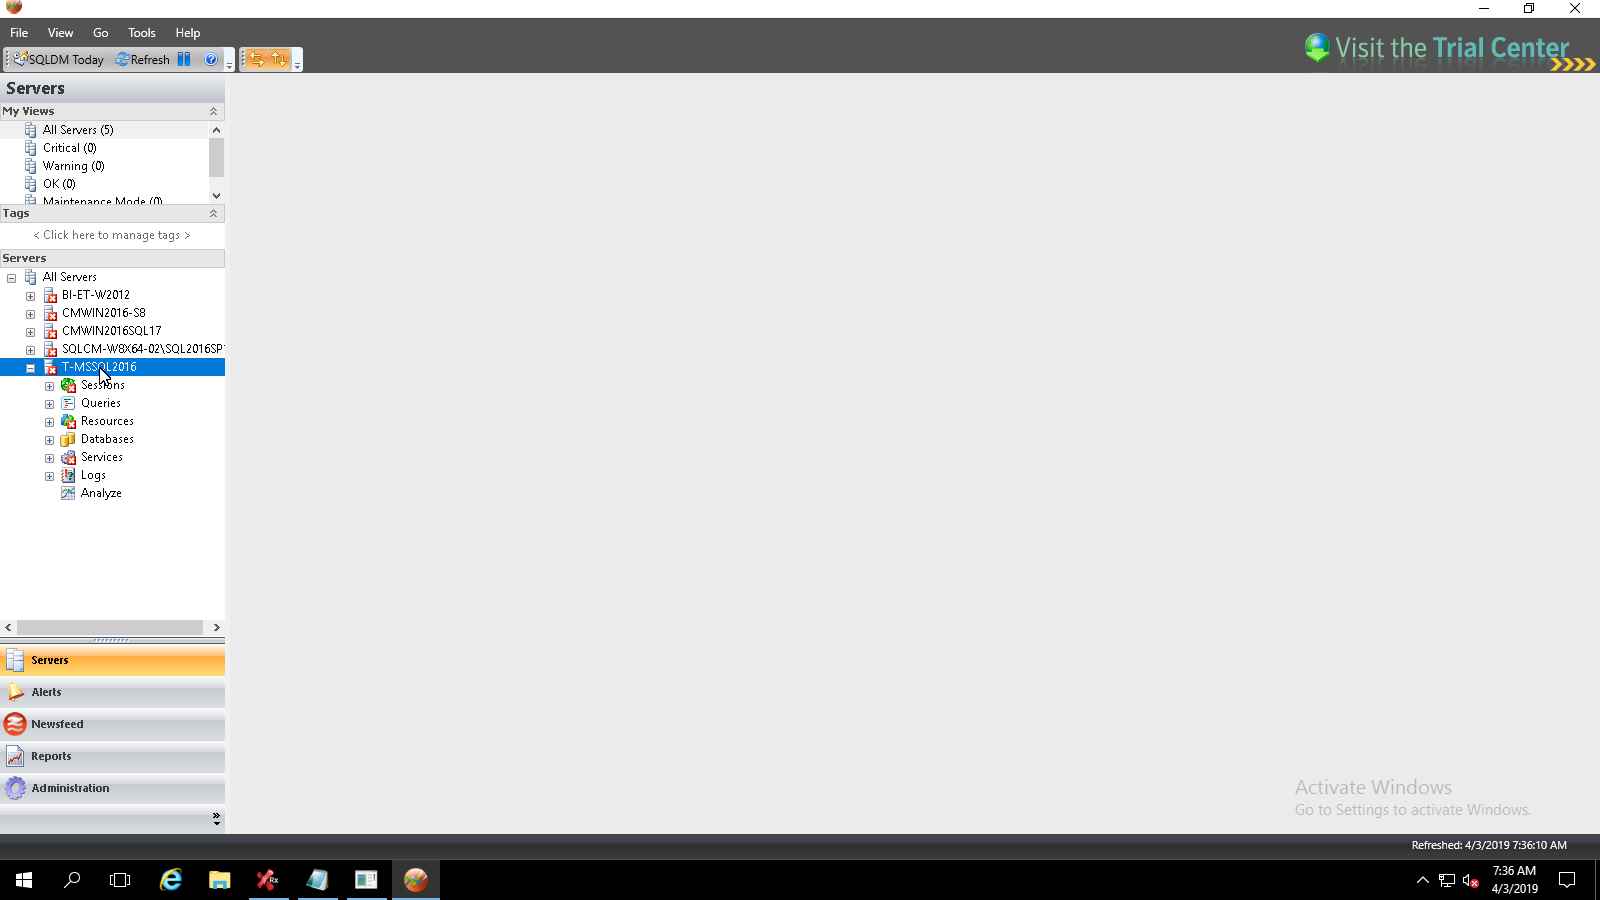 File View Go Tools Help
Visit the Trial Center
SQLDM Today Refresh
Servers
My Views
All Servers (5)
Critical (0)
Warning (0)
OK (0)
Maintenance Mode (0)
Tags
< Click here to manage tags >
Servers
All Servers
BI-ET-W2012
CMWIN2016-S8
CMWIN2016SQL17
SQLCM-W8X64-02\SQL2016SP
T-MSSQL2016
Sessions
Queries
Resources
Databases
Services
Logs
Analyze
Servers
Alerts
Newsfeed
Reports
Administration
Activate Windows
Go to Settings to activate Windows.
Refreshed: 4/3/2019 7:36:10 AM
7:36 AM
4/3/2019